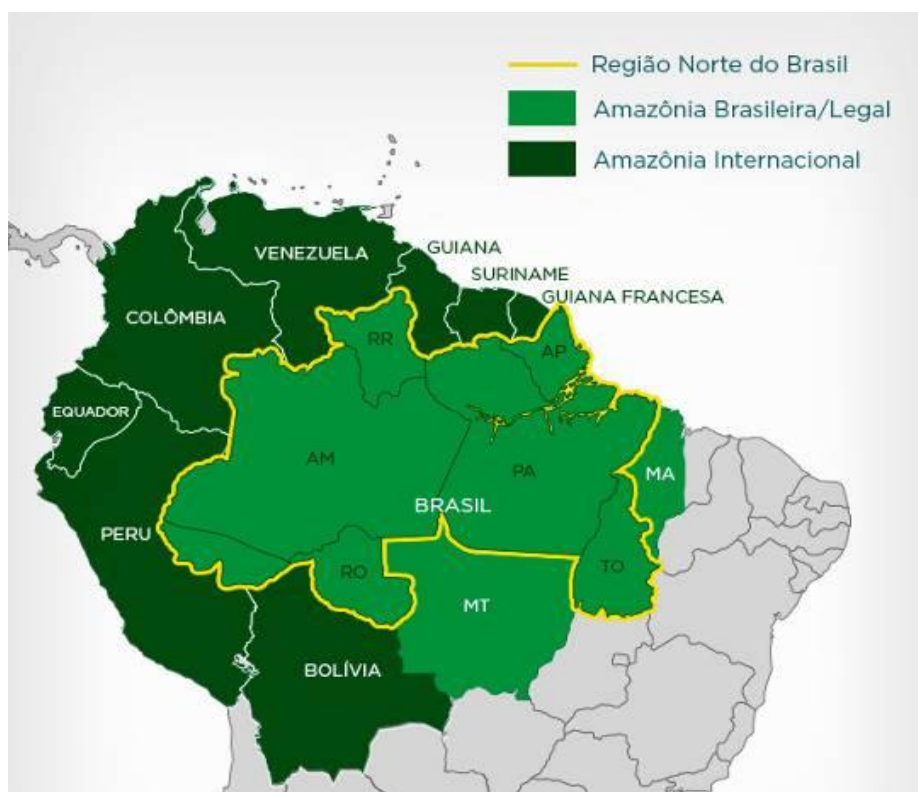 Região Norte do Brasil
Amazônia Brasileira/Legal
Amazônia Internacional
VENEZUELA
GUIANA
SURINAME
GUIANA FRANCESA
COLÔMBIA
RR
AP
EQUADOR
AM
PA
MA
BRASIL
PERU
RO
TO
MT
BOLÍVIA